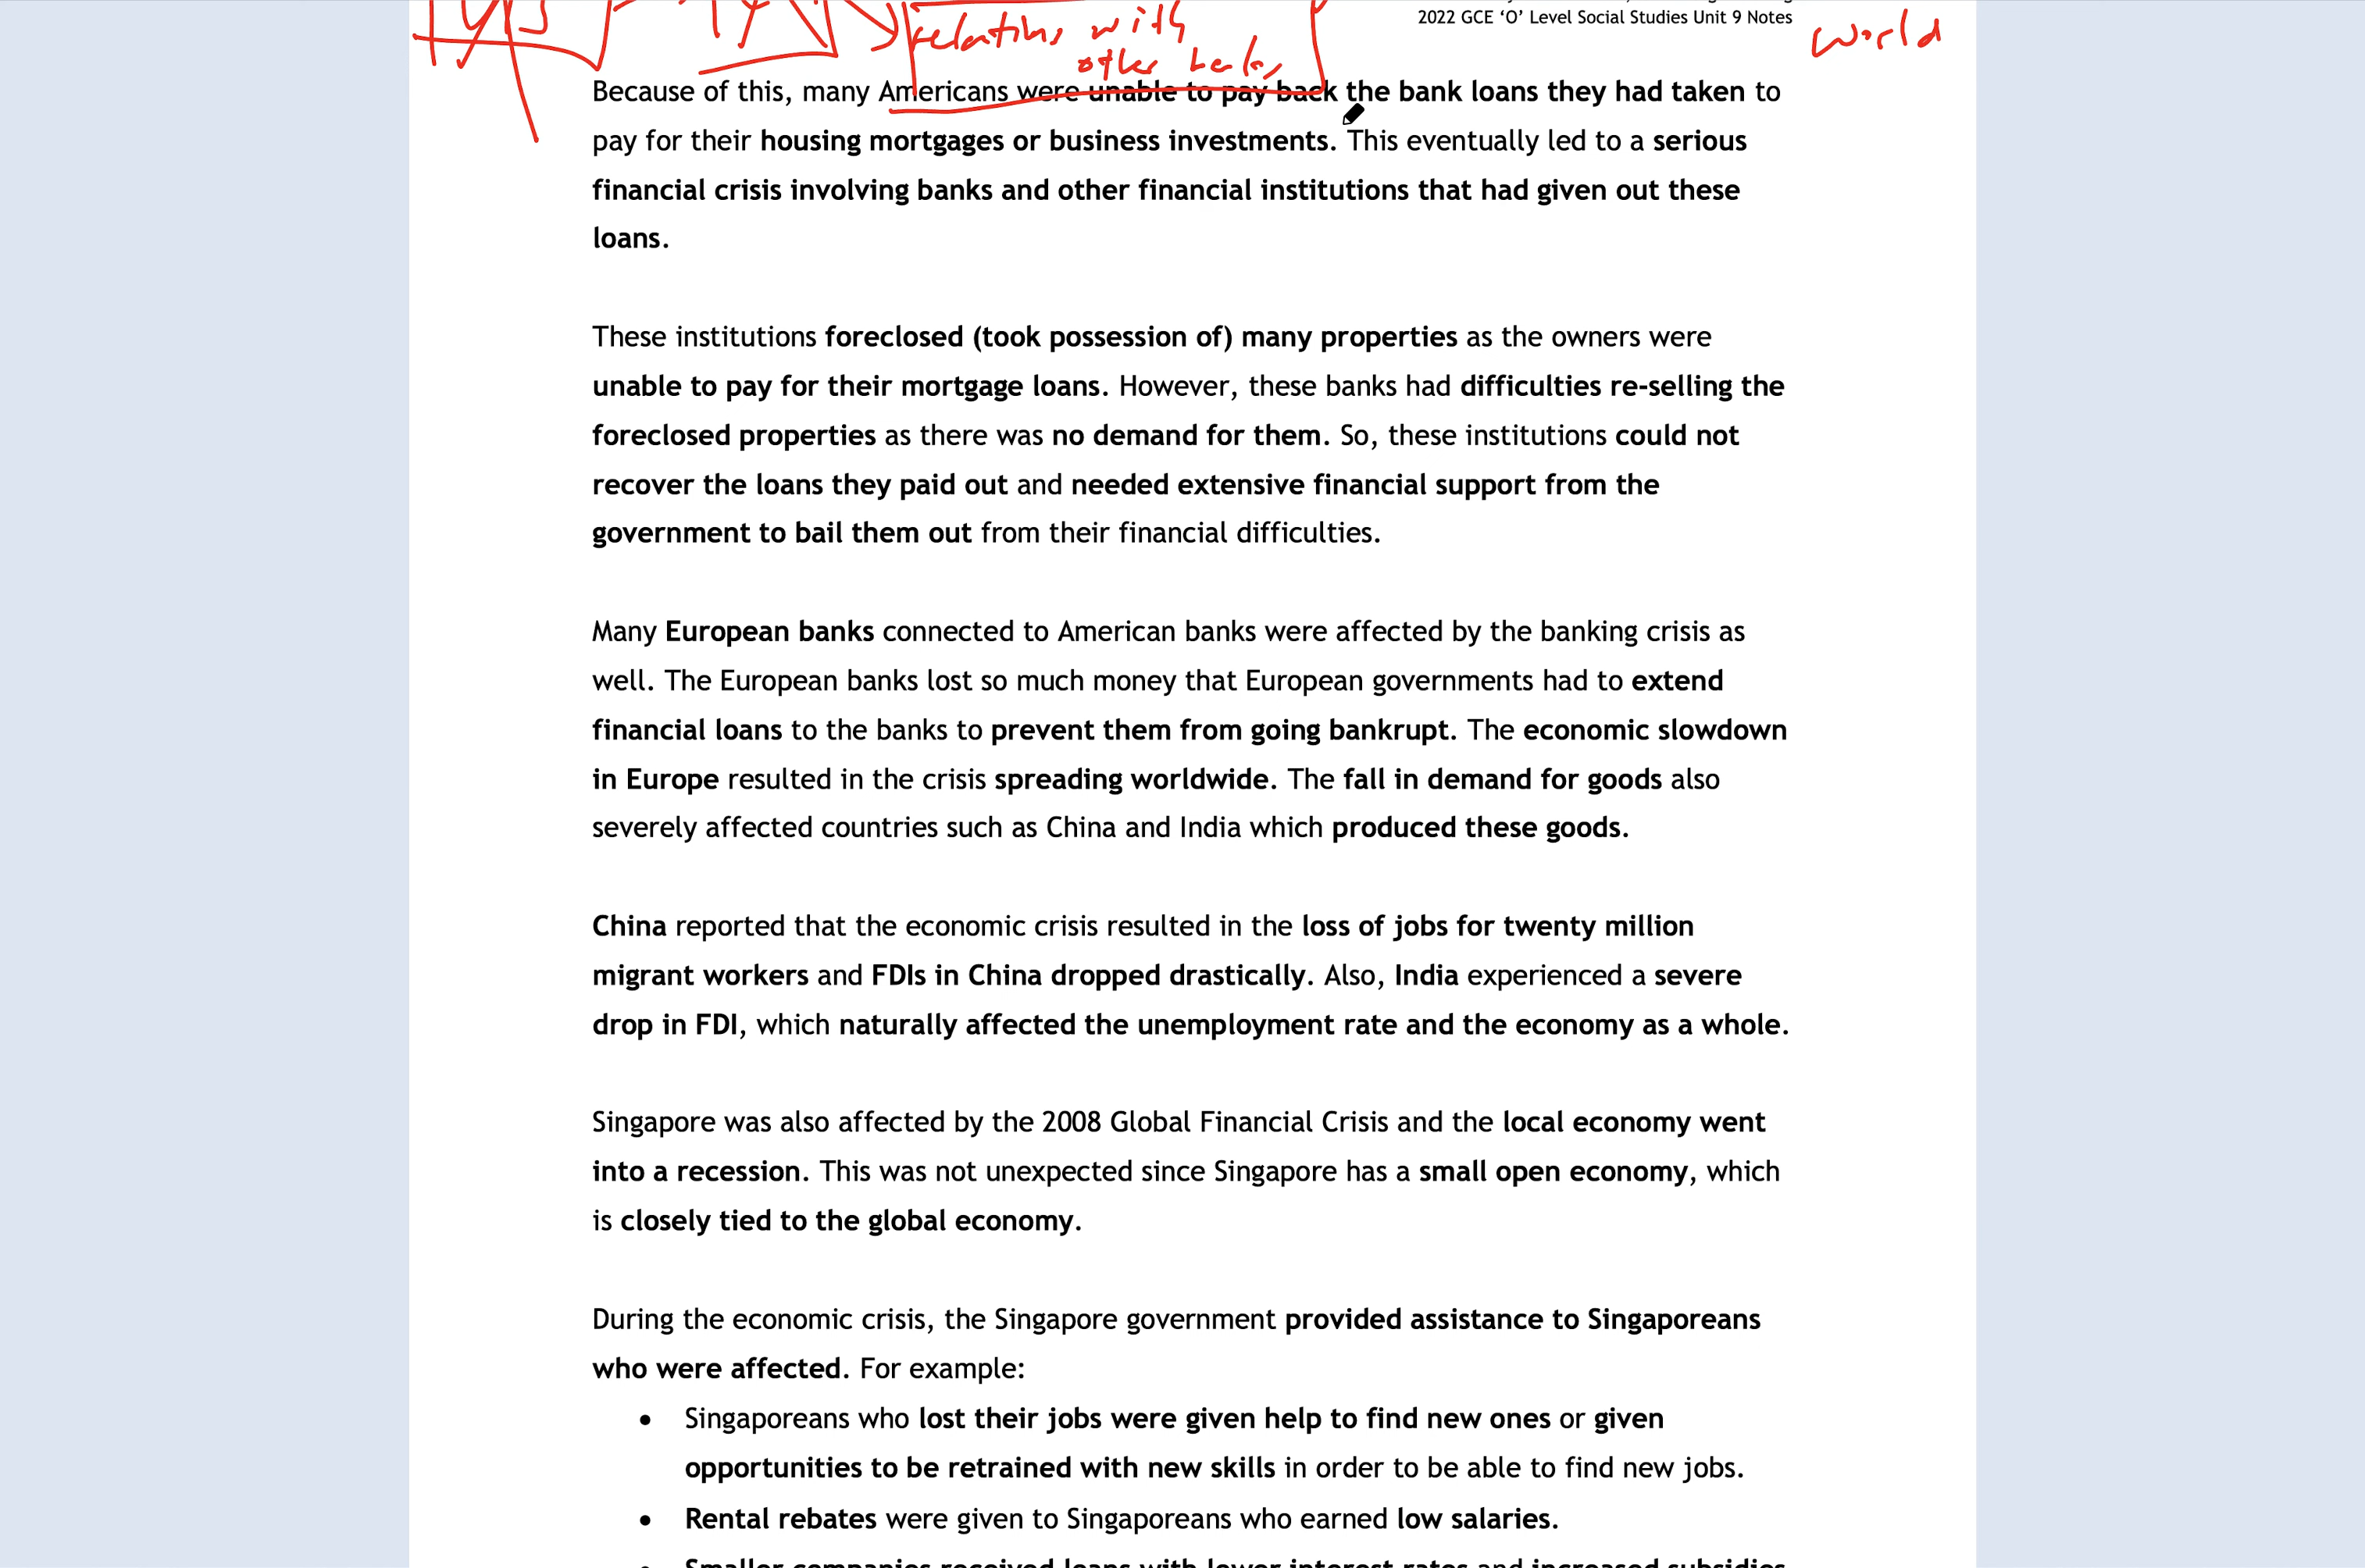 2022 GCE ‘O’ Level Social Studies Unit 9 Notes
World
relations with
other banks
Because of this, many Americans were unable to pay back the bank loans they had taken to
pay for their housing mortgages or business investments. This eventually led to a serious
financial crisis involving banks and other financial institutions that had given out these
loans.
These institutions foreclosed (took possession of) many properties as the owners were
unable to pay for their mortgage loans. However, these banks had difficulties re-selling the
foreclosed properties as there was no demand for them. So, these institutions could not
recover the loans they paid out and needed extensive financial support from the
government to bail them out from their financial difficulties.
Many European banks connected to American banks were affected by the banking crisis as
well. The European banks lost so much money that European governments had to extend
financial loans to the banks to prevent them from going bankrupt. The economic slowdown
in Europe resulted in the crisis spreading worldwide. The fall in demand for goods also
severely affected countries such as China and India which produced these goods.
China reported that the economic crisis resulted in the loss of jobs for twenty million
migrant workers and FDIs in China dropped drastically. Also, India experienced a severe
drop in FDI, which naturally affected the unemployment rate and the economy as a whole.
Singapore was also affected by the 2008 Global Financial Crisis and the local economy went
into a recession. This was not unexpected since Singapore has a small open economy, which
is closely tied to the global economy.
During the economic crisis, the Singapore government provided assistance to Singaporeans
who were affected. For example:
• Singaporeans who lost their jobs were given help to find new ones or given
opportunities to be retrained with new skills in order to be able to find new jobs.
• Rental rebates were given to Singaporeans who earned low salaries.
• Smaller companies received loans with lower interest rates and increased subsidies